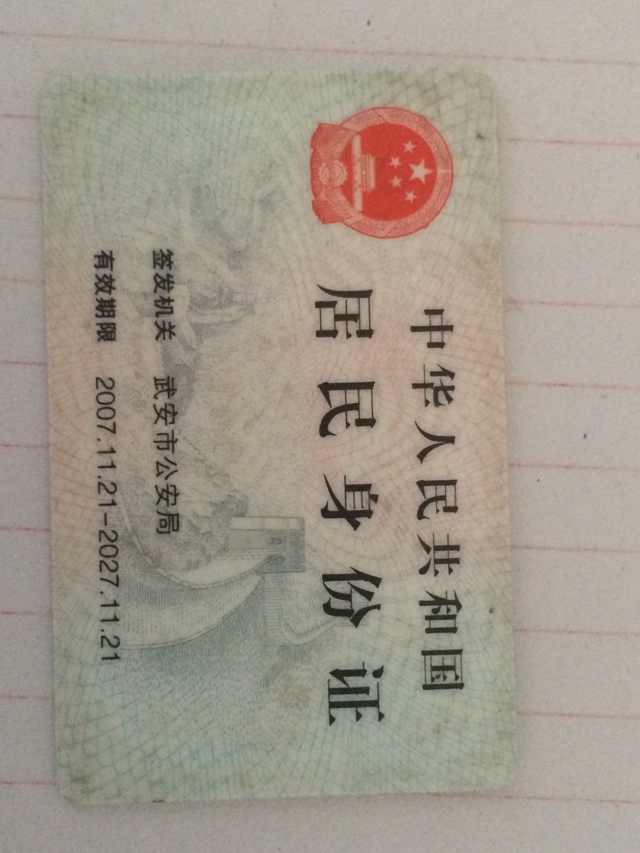 中华人民共和国
居民身份证
签发机关 武安市公安局
有效期限 2007.11.21-2027.11.21